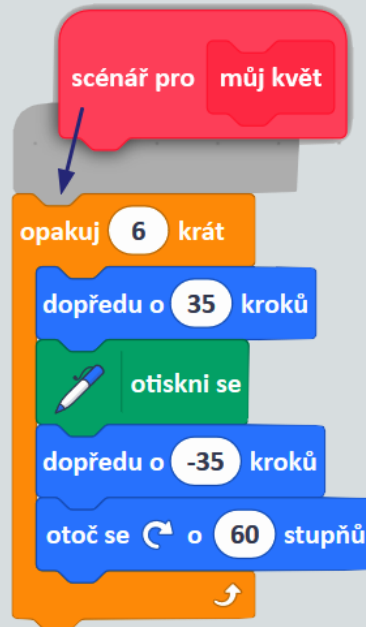 scénář pro můj květ
opakuj 6 krát
dopředu o 35 kroků
otiskni se
dopředu o -35 kroků
otoč se o 60 stupňů